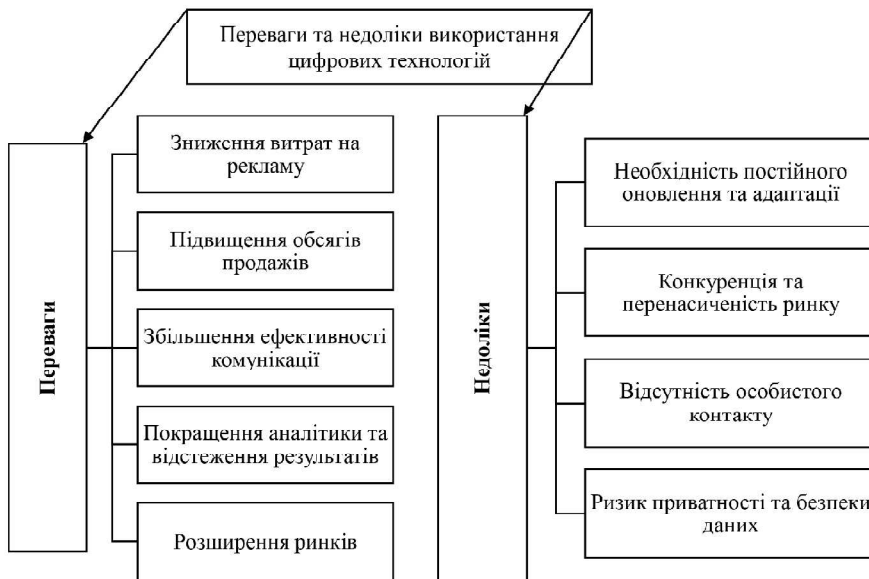 Переваги та недоліки використання
цифрових технологій
Переваги
Зниження витрат на
рекламу
Підвищення обсягів
продажів
Збільшення ефективності
комунікації
Покращення аналітики та
відстеження результатів
Розширення ринків
Недоліки
Необхідність постійного
оновлення та адаптації
Конкуренція та
перенасиченість ринку
Відсутність особистого
контакту
Ризик приватності та безпеки
даних